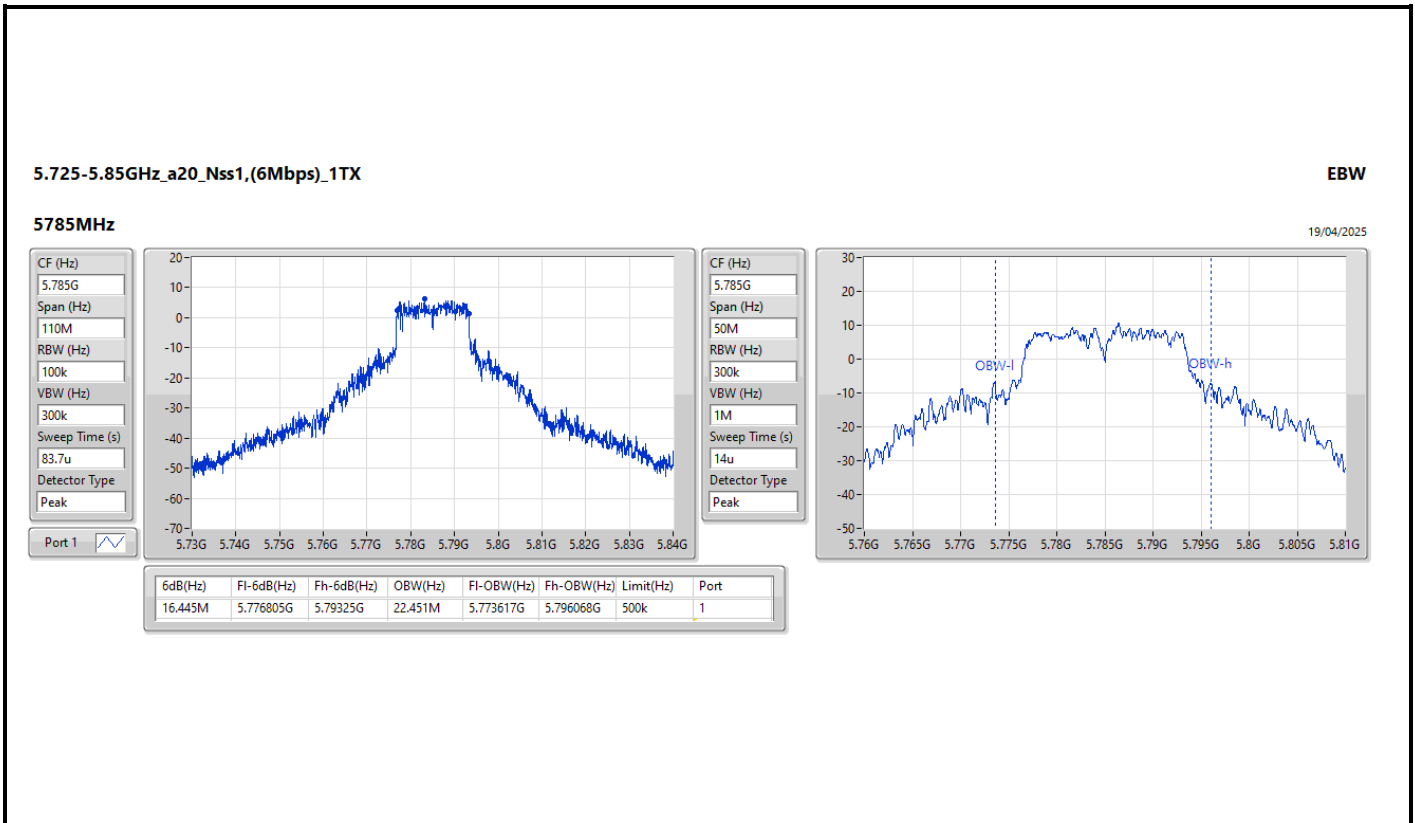 5.725-5.85GHz_a20_Nss1,(6Mbps)_1TX
EBW
5785MHz
19/04/2025
CF (Hz)
5.785G
Span (Hz)
110M
RBW (Hz)
100k
VBW (Hz)
300k
Sweep Time (s)
83.7u
Detector Type
Peak
Port 1
20
10
0
-10
-20
-30
-40
-50
-60
-70
5.73G 5.74G 5.75G 5.76G 5.77G 5.78G 5.79G 5.8G 5.81G 5.82G 5.83G 5.84G
CF (Hz)
5.785G
Span (Hz)
50M
RBW (Hz)
300k
VBW (Hz)
1M
Sweep Time (s)
14u
Detector Type
Peak
30
20
10
0
-10
-20
-30
-40
-50
OBW-l
OBW-h
5.76G 5.765G 5.77G 5.775G 5.78G 5.785G 5.79G 5.795G 5.8G 5.805G 5.81G
6dB(Hz) Fl-6dB(Hz) Fh-6dB(Hz) OBW(Hz) Fl-OBW(Hz) Fh-OBW(Hz) Limit(Hz) Port
16.445M 5.776805G 5.79325G 22.451M 5.773617G 5.796068G 500k 1